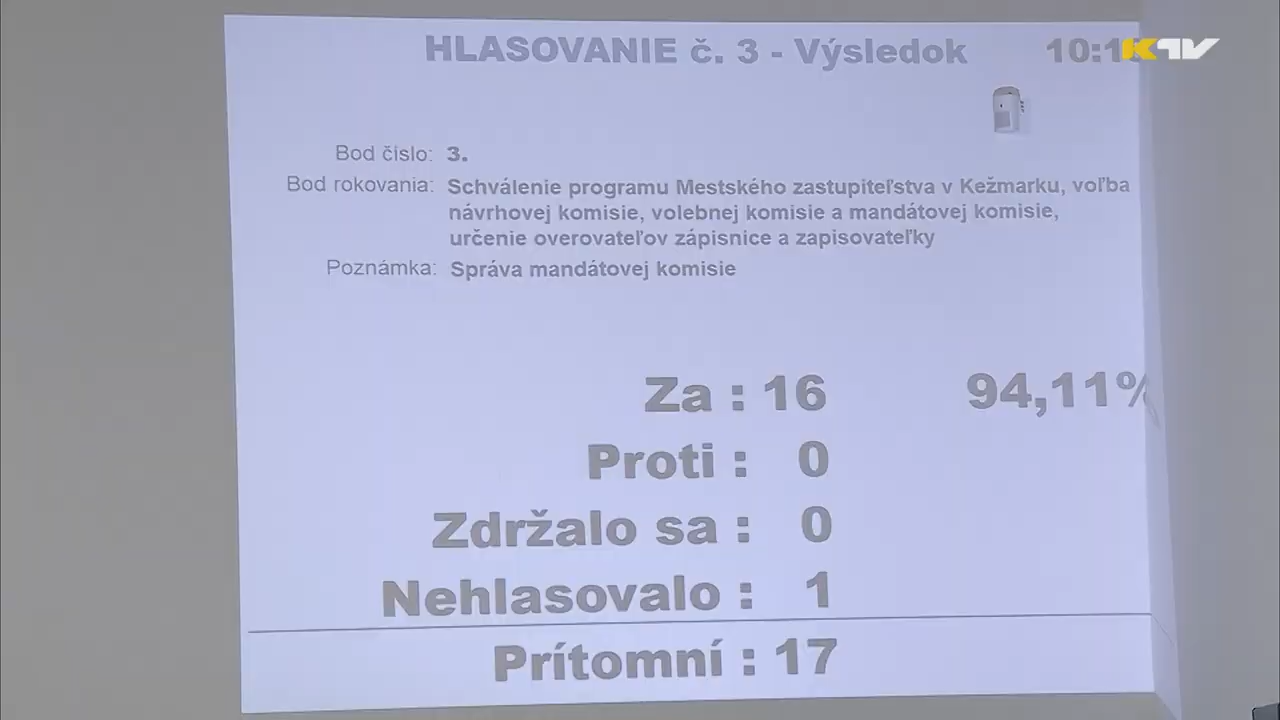 HLASOVANIE č. 3 - Výsledok
KTV
Bod číslo: 3.
Bod rokovania: Schválenie programu Mestského zastupiteľstva v Kežmarku, voľba
návrhovej komisie, volebnej komisie a mandátovej komisie,
určenie overovateľov zápisnice a zapisovateľky
Poznámka: Správa mandátovej komisie
Za : 16 94,11%
Proti : 0
Zdržalo sa : 0
Nehlasovalo : 1
Prítomní : 17